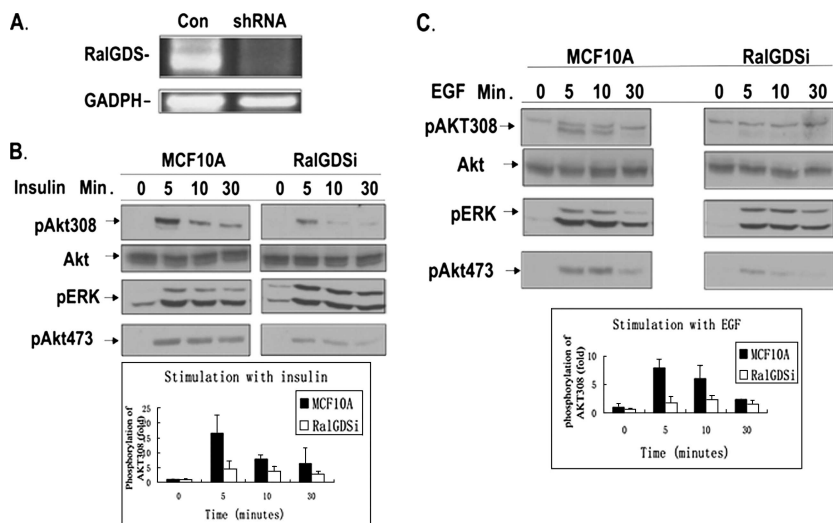 A.
Con shRNA
RalGDS-
GADPH-
B.
MCF10A RalGDSi
Insulin Min. 0 5 10 30 0 5 10 30
pAkt308
Akt
pERK
pAkt473
Stimulation with insulin
Phosphorylation of
AKT308 (fold)
25
20
15
10
5
0
MCF10A
RalGDSi
0 5 10 30
Time (minutes)
C.
MCF10A RalGDSi
EGF Min. 0 5 10 30 0 5 10 30
pAKT308
Akt
pERK
pAkt473
Stimulation with EGF
phosphorylation of
AKT308 (fold)
10
5
0
MCF10A
RalGDSi
0 5 10 30
Time (minutes)